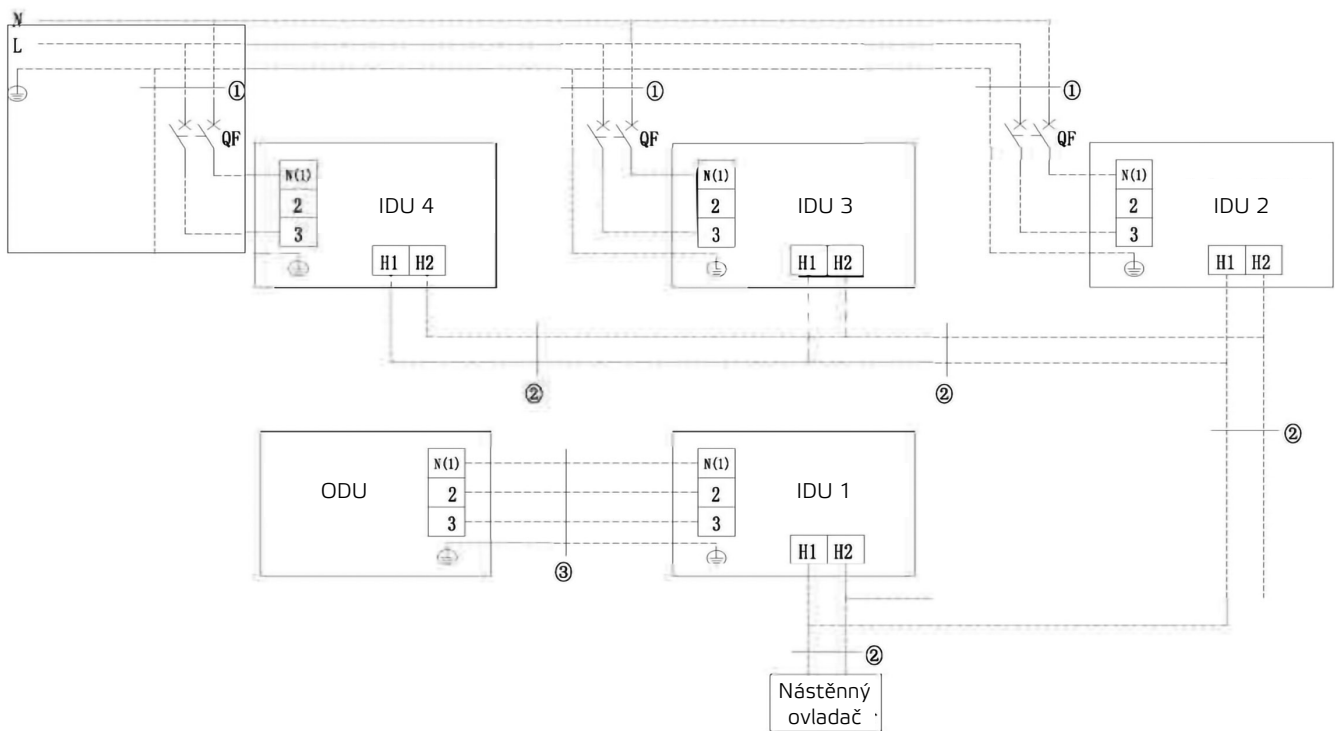 N
L
①
①
①
QF
QF
QF
N(1)
2
3
IDU 4
H1 H2
N(1)
2
3
IDU 3
H1 H2
N(1)
2
3
IDU 2
H1 H2
②
②
②
ODU
N(1)
2
3
③
N(1)
2
3
IDU 1
H1 H2
②
Nástěnný
ovladač